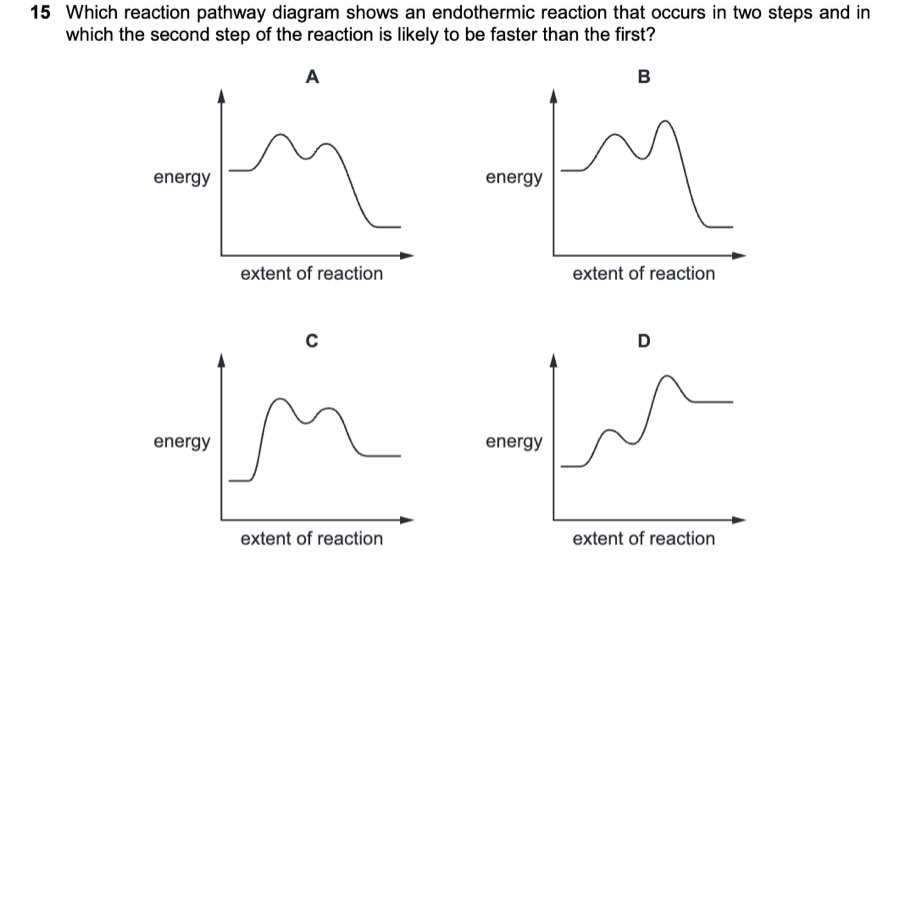 15 Which reaction pathway diagram shows an endothermic reaction that occurs in two steps and in
which the second step of the reaction is likely to be faster than the first?
A
energy
extent of reaction
B
energy
extent of reaction
C
energy
extent of reaction
D
energy
extent of reaction